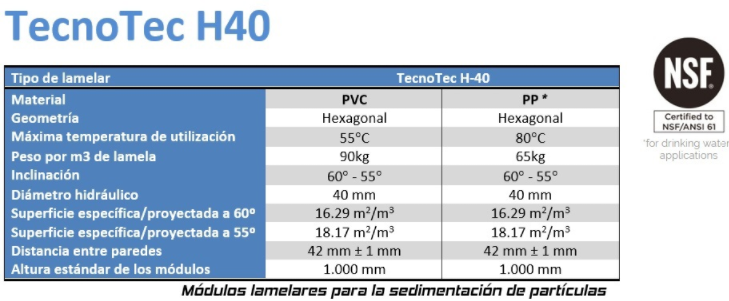 TecnoTec H40
Tipo de lamelar TecnoTec H-40
Material PVC PP *
Geometría Hexagonal Hexagonal
Máxima temperatura de utilización 55°C 80°C
Peso por m3 de lamela 90kg 65kg
Inclinación 60° - 55° 60° - 55°
Diámetro hidráulico 40 mm 40 mm
Superficie específica/proyectada a 60º 16.29 m²/m³ 16.29 m²/m³
Superficie específica/proyectada a 55º 18.17 m²/m³ 18.17 m²/m³
Distancia entre paredes 42 mm ± 1 mm 42 mm ± 1 mm
Altura estándar de los módulos 1.000 mm 1.000 mm
Módulos lamelares para la sedimentación de partículas
NSF.
Certified to
NSF/ANSI 61
*for drinking water
applications